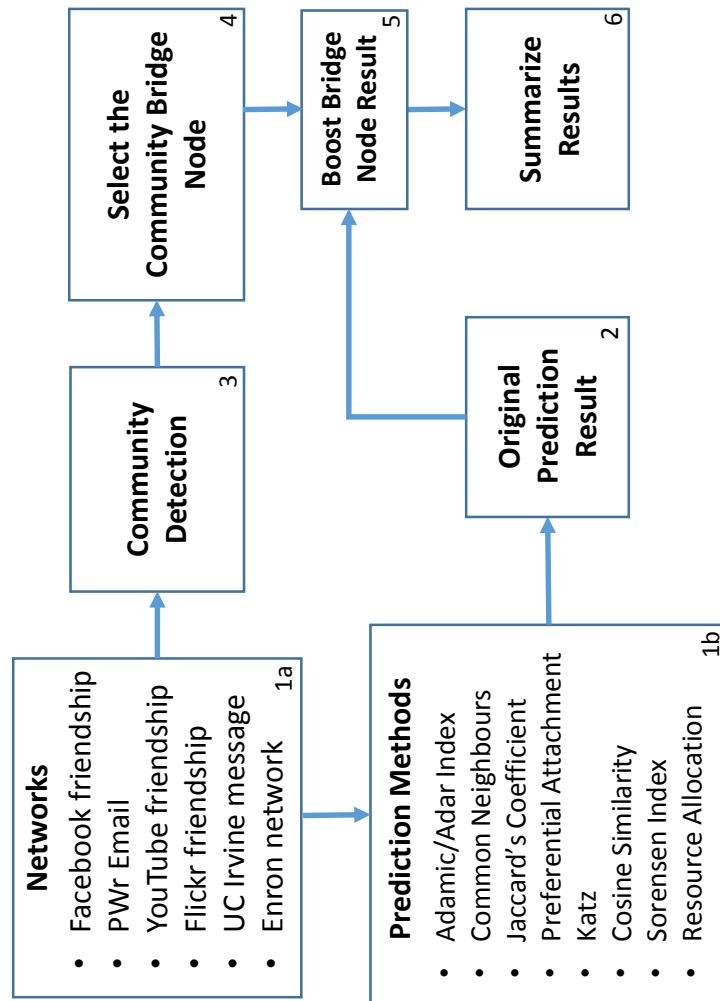 Networks
• Facebook friendship
• PWr Email
• YouTube friendship
• Flickr friendship
• UC Irvine message
• Enron network
1a
Prediction Methods
• Adamic/Adar Index
• Common Neighbours
• Jaccard’s Coefficient
• Preferential Attachment
• Katz
• Cosine Similarity
• Sorensen Index
• Resource Allocation
1b
Original
Prediction
Result
2
Community
Detection
3
Select the
Community Bridge
Node
4
Boost Bridge
Node Result
5
Summarize
Results
6